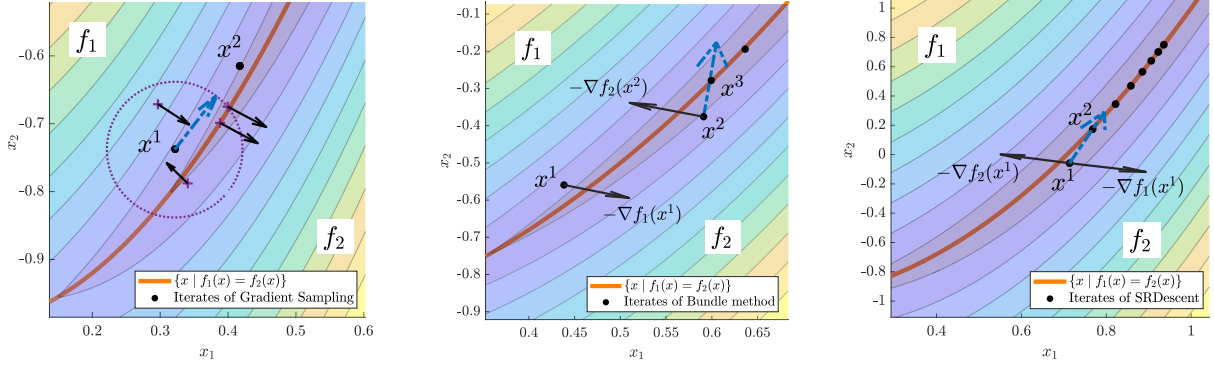 f₁
x²
x¹
f₂
-0.6
-0.7
-0.8
-0.9
x₂
0.2
0.3
0.4
0.5
0.6
x₁
{x | f₁(x) = f₂(x)}
Iterates of Gradient Sampling
-0.1
-0.2
-0.3
-0.4
-0.5
-0.6
-0.7
-0.8
-0.9
x₂
f₁
−∇f₂(x²)
x³
x²
x¹
−∇f₁(x¹)
f₂
{x | f₁(x) = f₂(x)}
Iterates of Bundle method
0.4
0.45
0.5
0.55
0.6
0.65
x₁
1
0.8
0.6
0.4
0.2
0
-0.2
-0.4
-0.6
-0.8
-1
x₂
f₁
x²
−∇f₂(x¹)
x¹
−∇f₁(x¹)
f₂
{x | f₁(x) = f₂(x)}
Iterates of SRDescent
0.4
0.6
0.8
1
x₁